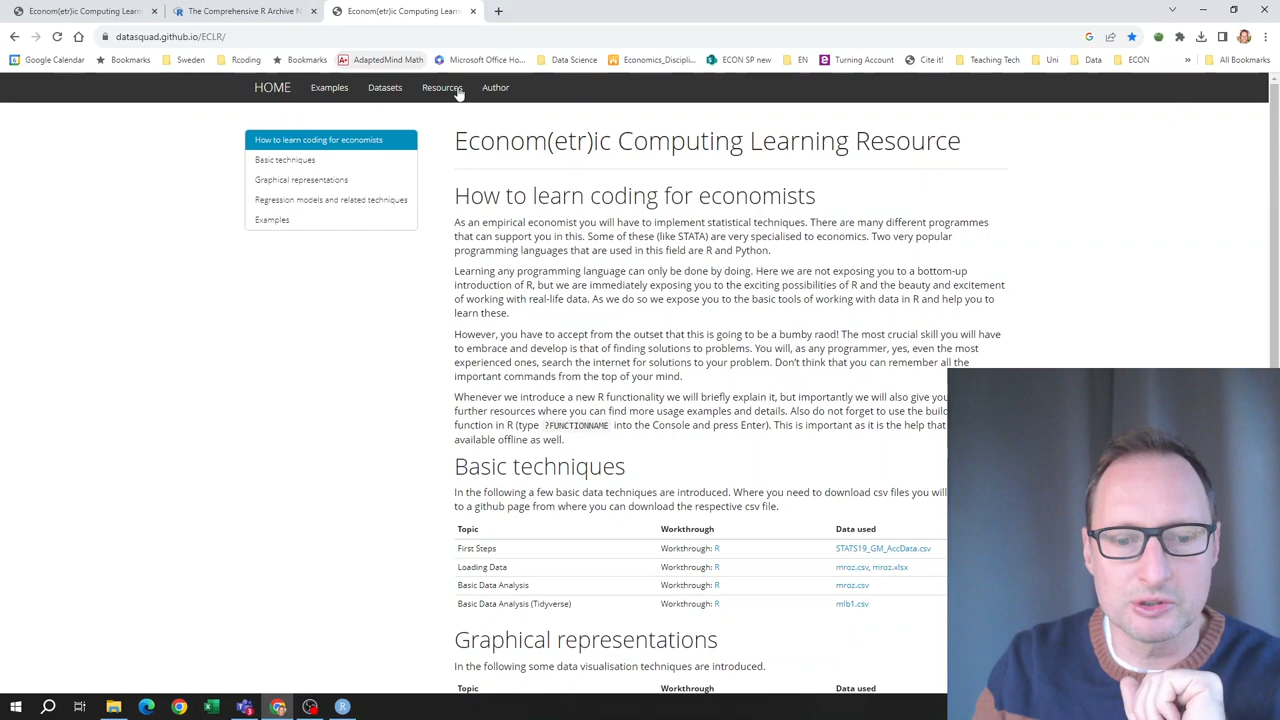 Econom(etr)ic Computing Learn
The Comprehensive R Archive N
Econom(etr)ic Computing Learn
datasquad.github.io/ECLR/
Google Calendar
Bookmarks
Sweden
Rcoding
Bookmarks
AdaptedMind Math
Microsoft Office Ho...
Data Science
Economics_Discipli...
ECON SP new
EN
Turning Account
Cite it!
Teaching Tech
Uni
Data
ECON
»
All Bookmarks
HOME Examples Datasets Resources Author
How to learn coding for economists
Basic techniques
Graphical representations
Regression models and related techniques
Examples
Econom(etr)ic Computing Learning Resource
How to learn coding for economists
As an empirical economist you will have to implement statistical techniques. There are many different programmes
that can support you in this. Some of these (like STATA) are very specialised to economics. Two very popular
programming languages that are used in this field are R and Python.
Learning any programming language can only be done by doing. Here we are not exposing you to a bottom-up
introduction of R, but we are immediately exposing you to the exciting possibilities of R and the beauty and excitement
of working with real-life data. As we do so we expose you to the basic tools of working with data in R and help you to
learn these.
However, you have to accept from the outset that this is going to be a bumby raod! The most crucial skill you will have
to embrace and develop is that of finding solutions to problems. You will, as any programmer, yes, even the most
experienced ones, search the internet for solutions to your problem. Don't think that you can remember all the
important commands from the top of your mind.
Whenever we introduce a new R functionality we will briefly explain it, but importantly we will also give you
further resources where you can find more usage examples and details. Also do not forget to use the build
function in R (type ?FUNCTIONNAME into the Console and press Enter). This is important as it is the help that
available offline as well.
Basic techniques
In the following a few basic data techniques are introduced. Where you need to download csv files you will
to a github page from where you can download the respective csv file.
Topic Workthrough Data used
First Steps Workthrough: R STATS19_GM_AccData.csv
Loading Data Workthrough: R mroz.csv, mroz.xlsx
Basic Data Analysis Workthrough: R mroz.csv
Basic Data Analysis (Tidyverse) Workthrough: R mlb1.csv
Graphical representations
In the following some data visualisation techniques are introduced.
Topic Workthrough Data used